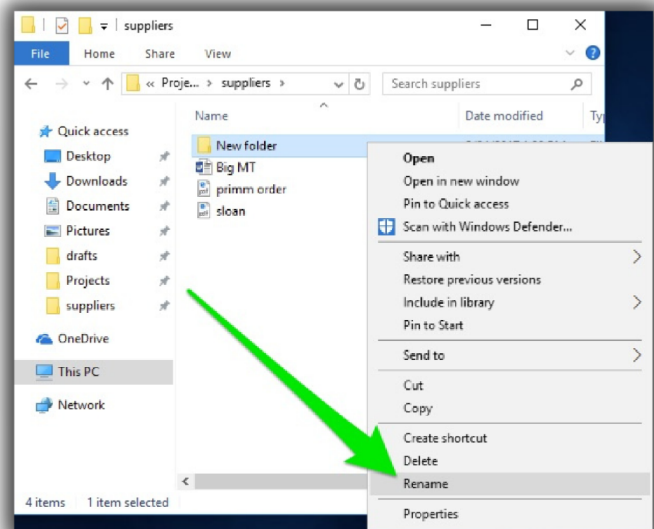 suppliers
File Home Share View
« Proje... > suppliers >
Search suppliers
Name Date modified
Quick access
Desktop
Downloads
Documents
Pictures
drafts
Projects
suppliers
OneDrive
This PC
Network
New folder
Big MT
primm order
sloan
Open
Open in new window
Pin to Quick access
Scan with Windows Defender...
Share with
Restore previous versions
Include in library
Pin to Start
Send to
Cut
Copy
Create shortcut
Delete
Rename
Properties
4 items 1 item selected